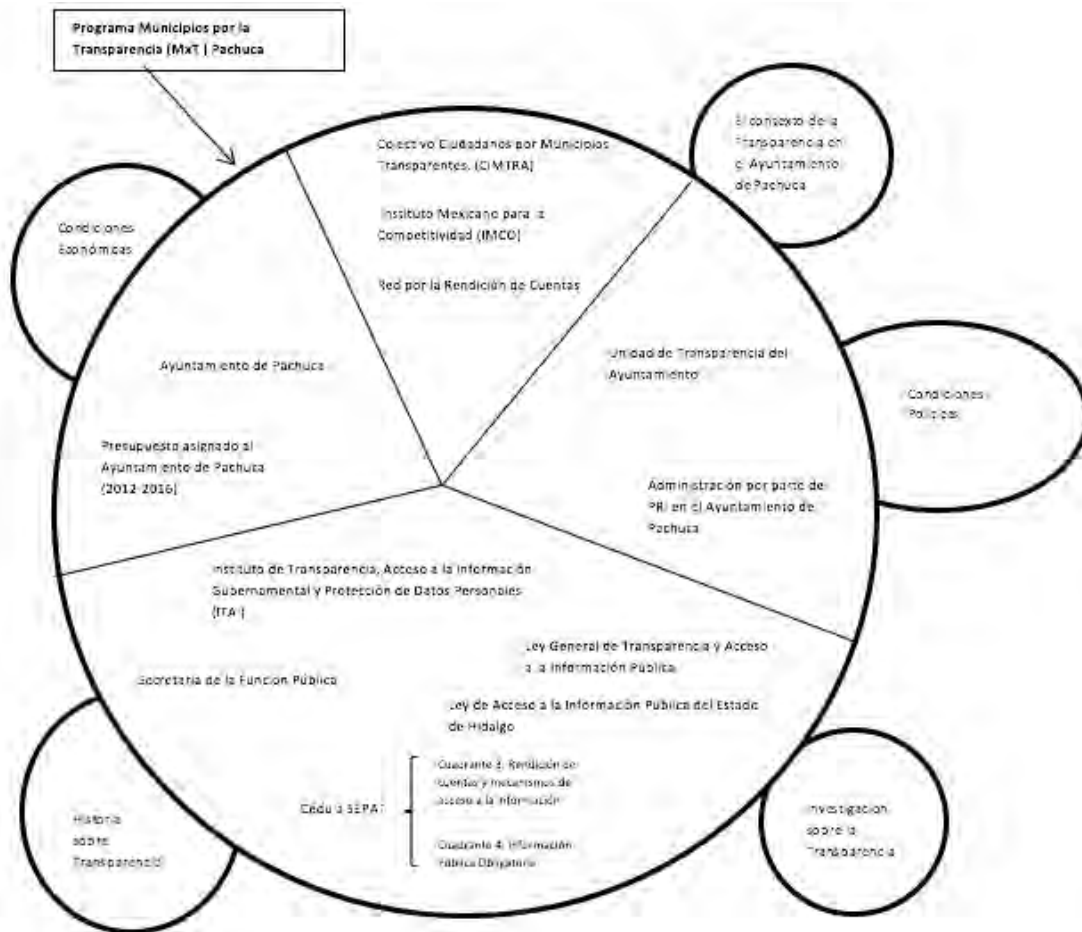 Programa Municipios por la
Transparencia (MxT ) Pachuca
Colectivo Ciudadanos por Municipios
Transparentes. (CIMTRA)
Instituto Mexicano para la
Competitividad (IMCO)
Red por la Rendición de Cuentas
El contexto de la
Transparencia en
el Ayuntamiento
de Pachuca
Condiciones
Económicas
Ayuntamiento de Pachuca
Presupuesto asignado al
Ayuntamiento de Pachuca
(2012-2016)
Unidad de Transparencia del
Ayuntamiento
Condiciones
Políticas
Administración por parte del
PRI en el Ayuntamiento de
Pachuca
Instituto de Transparencia, Acceso a la Información
Gubernamental y Protección de Datos Personales
(ITAI)
Ley General de Transparencia y Acceso
a la Información Pública.
Secretaria de la Función Pública
Ley de Acceso a la Información Pública del Estado
de Hidalgo
Cedula SEPAT
Cuadrante 3. Rendición de
cuentas y mecanismos de
acceso a la información
Cuadrante 4. Información
Pública Obligatoria
Historia
sobre
Transparencia
Investigación
sobre la
Transparencia